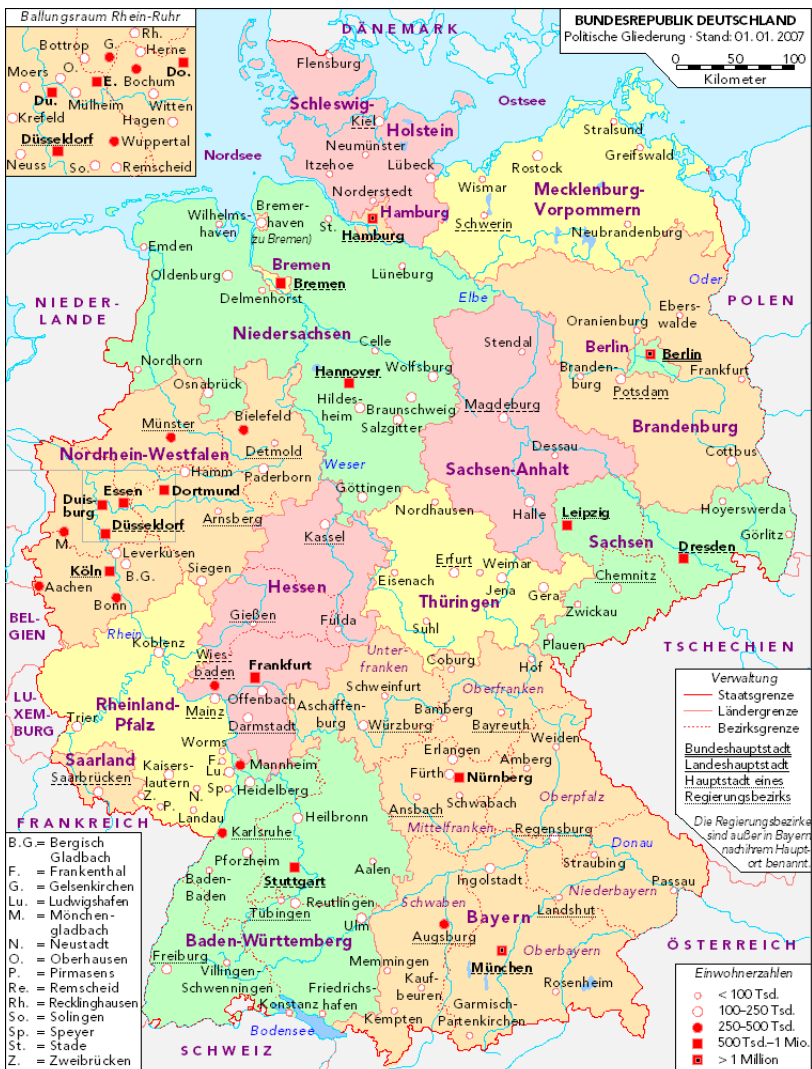 Ballungsraum Rhein-Ruhr
Rh.
Bottrop
G.
Herne
Moers
O.
E.
Bochum
Do.
Du.
Mülheim
Witten
Krefeld
Hagen
Düsseldorf
Wuppertal
Neuss
So.
Remscheid
DÄNEMARK
BUNDESREPUBLIK DEUTSCHLAND
Politische Gliederung · Stand: 01. 01. 2007
0
50
100
Kilometer
Flensburg
Schleswig-
Holstein
Kiel
Ostsee
Nordsee
Neumünster
Itzehoe
Lübeck
Norderstedt
Stralsund
Greifswald
Rostock
Wismar
Mecklenburg-
Vorpommern
Schwerin
Neubrandenburg
Hamburg
Hamburg
St.
Bremer-
haven
(zu Bremen)
Wilhelms-
haven
Emden
Oldenburg
Bremen
Bremen
Delmenhorst
Lüneburg
Elbe
Oder
NIEDER-
LANDE
POLEN
Niedersachsen
Celle
Nordhorn
Osnabrück
Hannover
Wolfsburg
Hildes-
heim
Braunschweig
Salzgitter
Stendal
Magdeburg
Oranienburg
Ebers-
walde
Berlin
Berlin
Branden-
burg
Potsdam
Frankfurt
Brandenburg
Cottbus
Dessau
Sachsen-Anhalt
Halle
Münster
Bielefeld
Detmold
Nordrhein-Westfalen
Hamm
Paderborn
Weser
Göttingen
Essen
Dortmund
Duis-
burg
Düsseldorf
Arnsberg
M.
Leverkusen
Köln
B.G.
Siegen
Aachen
Bonn
Nordhausen
Kassel
Leipzig
Hoyerswerda
Görlitz
Sachsen
Dresden
Chemnitz
Zwickau
Plauen
Erfurt
Weimar
Eisenach
Jena
Gera
Thüringen
Suhl
Hessen
Gießen
Fulda
BEL-
GIEN
Rhein
Koblenz
Wies-
baden
Frankfurt
Offenbach
Mainz
Darmstadt
LU-
XEM-
BURG
Rheinland-
Pfalz
Trier
Saarland
Saarbrücken
Kaisers-
lautern
Worms
F.
Lu.
Sp.
N.
Z.
P.
Landau
Mannheim
Heidelberg
TSCHECHIEN
Unter-
franken
Coburg
Hof
Schweinfurt
Oberfranken
Aschaffen-
burg
Würzburg
Bamberg
Bayreuth
Weiden
Erlangen
Amberg
Fürth
Nürnberg
Ansbach
Schwabach
Oberpfalz
Mittelfranken
Regensburg
Donau
Straubing
Passau
Ingolstadt
Niederbayern
Landshut
Schwaben
Bayern
Augsburg
Oberbayern
München
Memmingen
Kauf-
beuren
Kempten
Garmisch-
Partenkirchen
Rosenheim
Heilbronn
Karlsruhe
Pforzheim
Baden-
Baden
Stuttgart
Aalen
Tübingen
Reutlingen
Ulm
Baden-Württemberg
Freiburg
Villingen-
Schwenningen
Friedrichs-
hafen
Konstanz
Bodensee
FRANKREICH
SCHWEIZ
ÖSTERREICH
Verwaltung
Staatsgrenze
Ländergrenze
Bezirksgrenze
Bundeshauptstadt
Landeshauptstadt
Hauptstadt eines
Regierungsbezirks
Die Regierungsbezirke
sind außer in Bayern
nach ihrem Haupt-
ort benannt.
B.G. = Bergisch
Gladbach
F. = Frankenthal
G. = Gelsenkirchen
Lu. = Ludwigshafen
M. = Mönchen-
gladbach
N. = Neustadt
O. = Oberhausen
P. = Pirmasens
Re. = Remscheid
Rh. = Recklinghausen
So. = Solingen
Sp. = Speyer
St. = Stade
Z. = Zweibrücken
Einwohnerzahlen
< 100 Tsd.
100–250 Tsd.
250–500 Tsd.
500 Tsd.–1 Mio.
> 1 Million